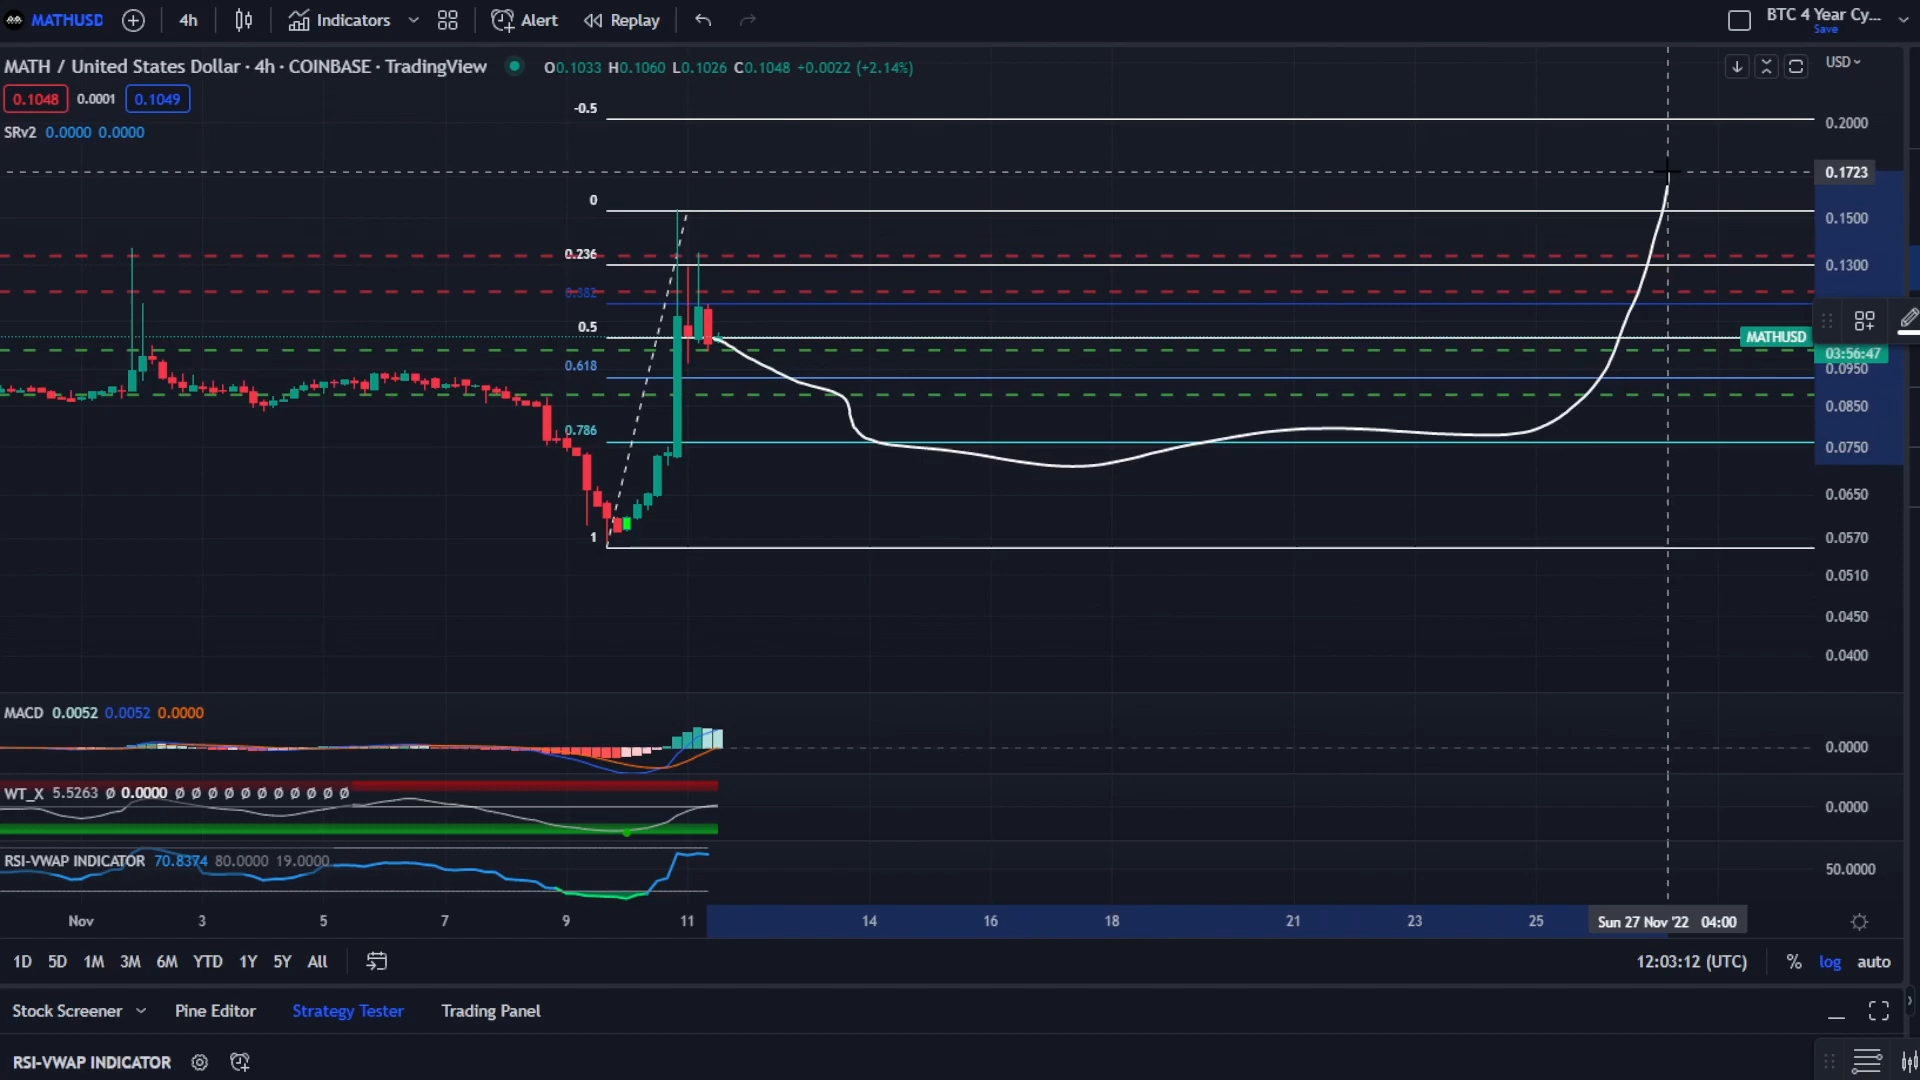 MATHUSD 4h Indicators Alert Replay BTC 4 Year Cy...
Save
MATH / United States Dollar · 4h · COINBASE · TradingView O0.1033 H0.1060 L0.1026 C0.1048 +0.0022 (+2.14%) USD
0.1048 0.0001 0.1049
SRv2 0.0000 0.0000
-0.5
0.2000
0.1723
0
0.1500
0.236
0.1300
0.382
0.5
MATHUSD
03:56:47
0.618
0.0950
0.0850
0.786
0.0750
0.0650
1
0.0570
0.0510
0.0450
0.0400
MACD 0.0052 0.0052 0.0000
0.0000
WT_X 5.5263 Ø 0.0000 Ø Ø Ø Ø Ø Ø Ø Ø Ø Ø Ø
0.0000
RSI-VWAP INDICATOR 70.8374 80.0000 19.0000
50.0000
Nov 3 5 7 9 11 14 16 18 21 23 25 Sun 27 Nov '22 04:00
1D 5D 1M 3M 6M YTD 1Y 5Y All 12:03:12 (UTC) % log auto
Stock Screener Pine Editor Strategy Tester Trading Panel
RSI-VWAP INDICATOR